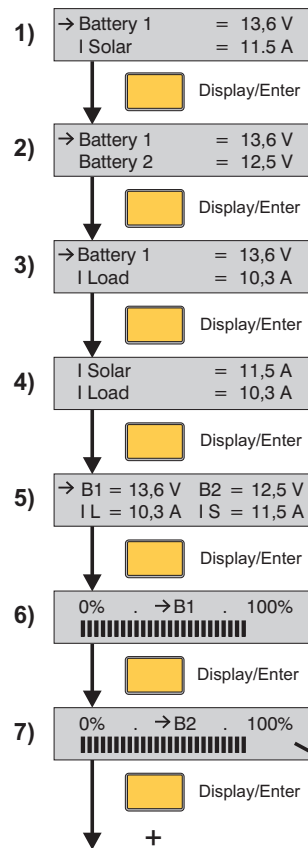 1)
→ Battery 1 = 13,6 V
I Solar = 11.5 A
Display/Enter
2)
→ Battery 1 = 13,6 V
Battery 2 = 12,5 V
Display/Enter
3)
→ Battery 1 = 13,6 V
I Load = 10,3 A
Display/Enter
4)
I Solar = 11,5 A
I Load = 10,3 A
Display/Enter
5)
→ B1 = 13,6 V B2 = 12,5 V
I L = 10,3 A I S = 11,5 A
Display/Enter
6)
0% . → B1 . 100%
Display/Enter
7)
0% . → B2 . 100%
Display/Enter
+